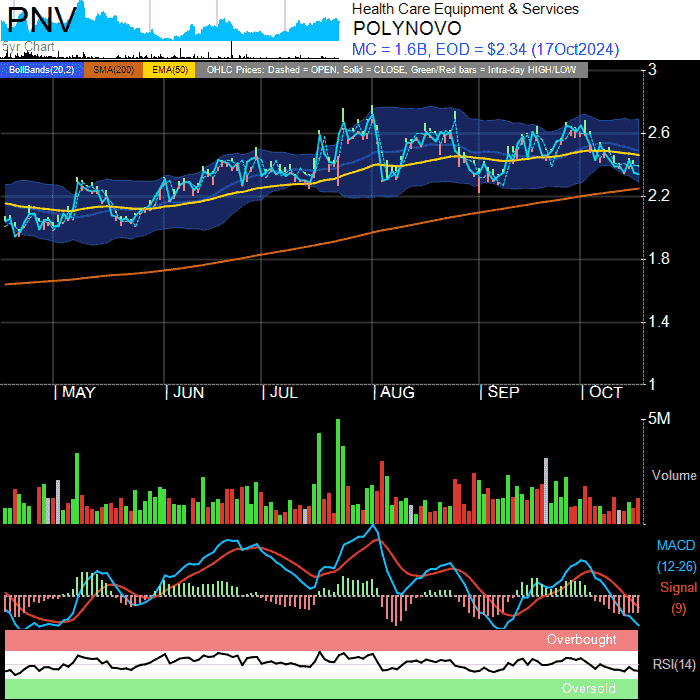 PNV
5yr Chart
Health Care Equipment & Services
POLYNOVO
MC = 1.6B, EOD = $2.34 (17Oct2024)
BollBands(20,2) SMA(200) EMA(50) OHLC Prices: Dashed = OPEN, Solid = CLOSE, Green/Red bars = Intra-day HIGH/LOW
3
2.6
2.2
1.8
1.4
1
MAY JUN JUL AUG SEP OCT
5M
Volume
MACD
(12-26)
Signal
(9)
Overbought
RSI(14)
Oversold